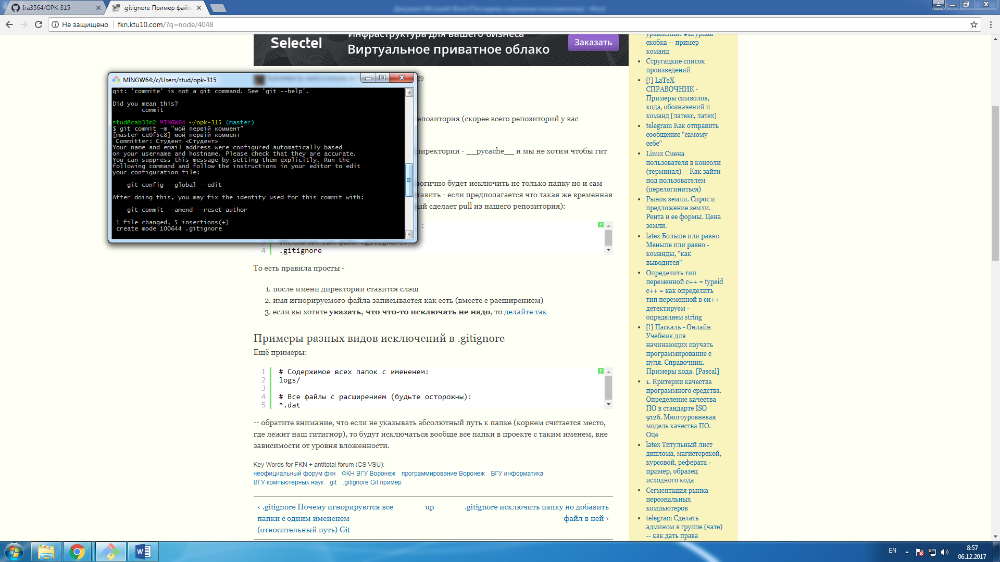 Ira3564/OPK-315
.gitignore Пример файл
Не защищено
fkn.ktu10.com/?q=node/4048
Selectel
Инфраструктура для вашего бизнеса
Виртуальное приватное облако
Заказать
MINGW64:/c/Users/stud/opk-315
29
git: 'commite' is not a git command. See 'git --help'.
Did you mean this?
commit
stud@cab33m2 MINGW64 ~/opk-315 (master)
$ git commit -m "мой первій коммент"
[master ce0f5c8] мой первій коммент
Committer: Студент <Студент>
Your name and email address were configured automatically based
on your username and hostname. Please check that they are accurate.
You can suppress this message by setting them explicitly. Run the
following command and follow the instructions in your editor to edit
your configuration file:
git config --global --edit
After doing this, you may fix the identity used for this commit with:
git commit --amend --reset-author
1 file changed, 5 insertions(+)
create mode 100644 .gitignore
епозитория (скорее всего репозиторий у вас
директории - __pycache__ и мы не хотим чтобы гит
логично будет исключить не только папку но и сам
тавить - если предполагается что такая же временная
ый сделает pull из нашего репозитория):
:
4 .gitignore
То есть правила просты -
1. после имени директории ставится слэш
2. имя игнорируемого файла записывается как есть (вместе с расширением)
3. если вы хотите указать, что что-то исключать не надо, то делайте так
Примеры разных видов исключений в .gitignore
Ещё примеры:
1 # Содержимое всех папок с имененем:
2 logs/
3
4 # Все файлы с расширением (будьте осторожны):
5 *.dat
-- обратите внимание, что если не указывать абсолютный путь к папке (корнем считается место,
где лежит наш гитигнор), то будут исключаться вообще все папки в проекте с таким именем, вне
зависимости от уровня вложенности.
Key Words for FKN + antitotal forum (CS VSU):
неофициальный форум фкн ФКН ВГУ Воронеж программирование Воронеж ВГУ информатика
ВГУ компьютерных наук git .gitignore Git пример
‹ .gitignore Почему игнорируются все
папки с одним имененем
(относительный путь) Git
up
.gitignore исключить папку но добавить
файл в ней ›
уравнений. Фигурная
скобка -- пример
команд
Стругацкие список
произведений
[!] LaTeX
СПРАВОЧНИК -
Примеры символов,
кода, обозначений и
команд [латекс, латех]
telegram Как отправить
сообщение "самому
себе"
Linux Смена
пользователя в консоли
(терминал) -- Как зайти
под пользователем
(перелогиниться)
Рынок земли. Спрос и
предложение земли.
Рента и ее формы. Цена
земли.
latex Больше или равно
Меньше или равно -
команды, "как
выводится"
Определить тип
переменной c++ = typeid
c++ = как определить
тип переменной в си++
детектируем -
определяем string
[!] Паскаль - Онлайн
Учебник для
начинающих изучать
программирование с
нуля. Справочник.
Примеры кода. [Pascal]
1. Критерии качества
программного средства.
Определение качества
ПО в стандарте ISO
9126. Многоуровневая
модель качества ПО.
Оце
latex Титульный лист
диплома, магистерской,
курсовой, реферата -
пример, образец
исходного кода
Сегментация рынка
персональных
компьютеров
telegram Сделать
админом в группе (чате)
-- как дать права
EN
8:57
06.12.2017